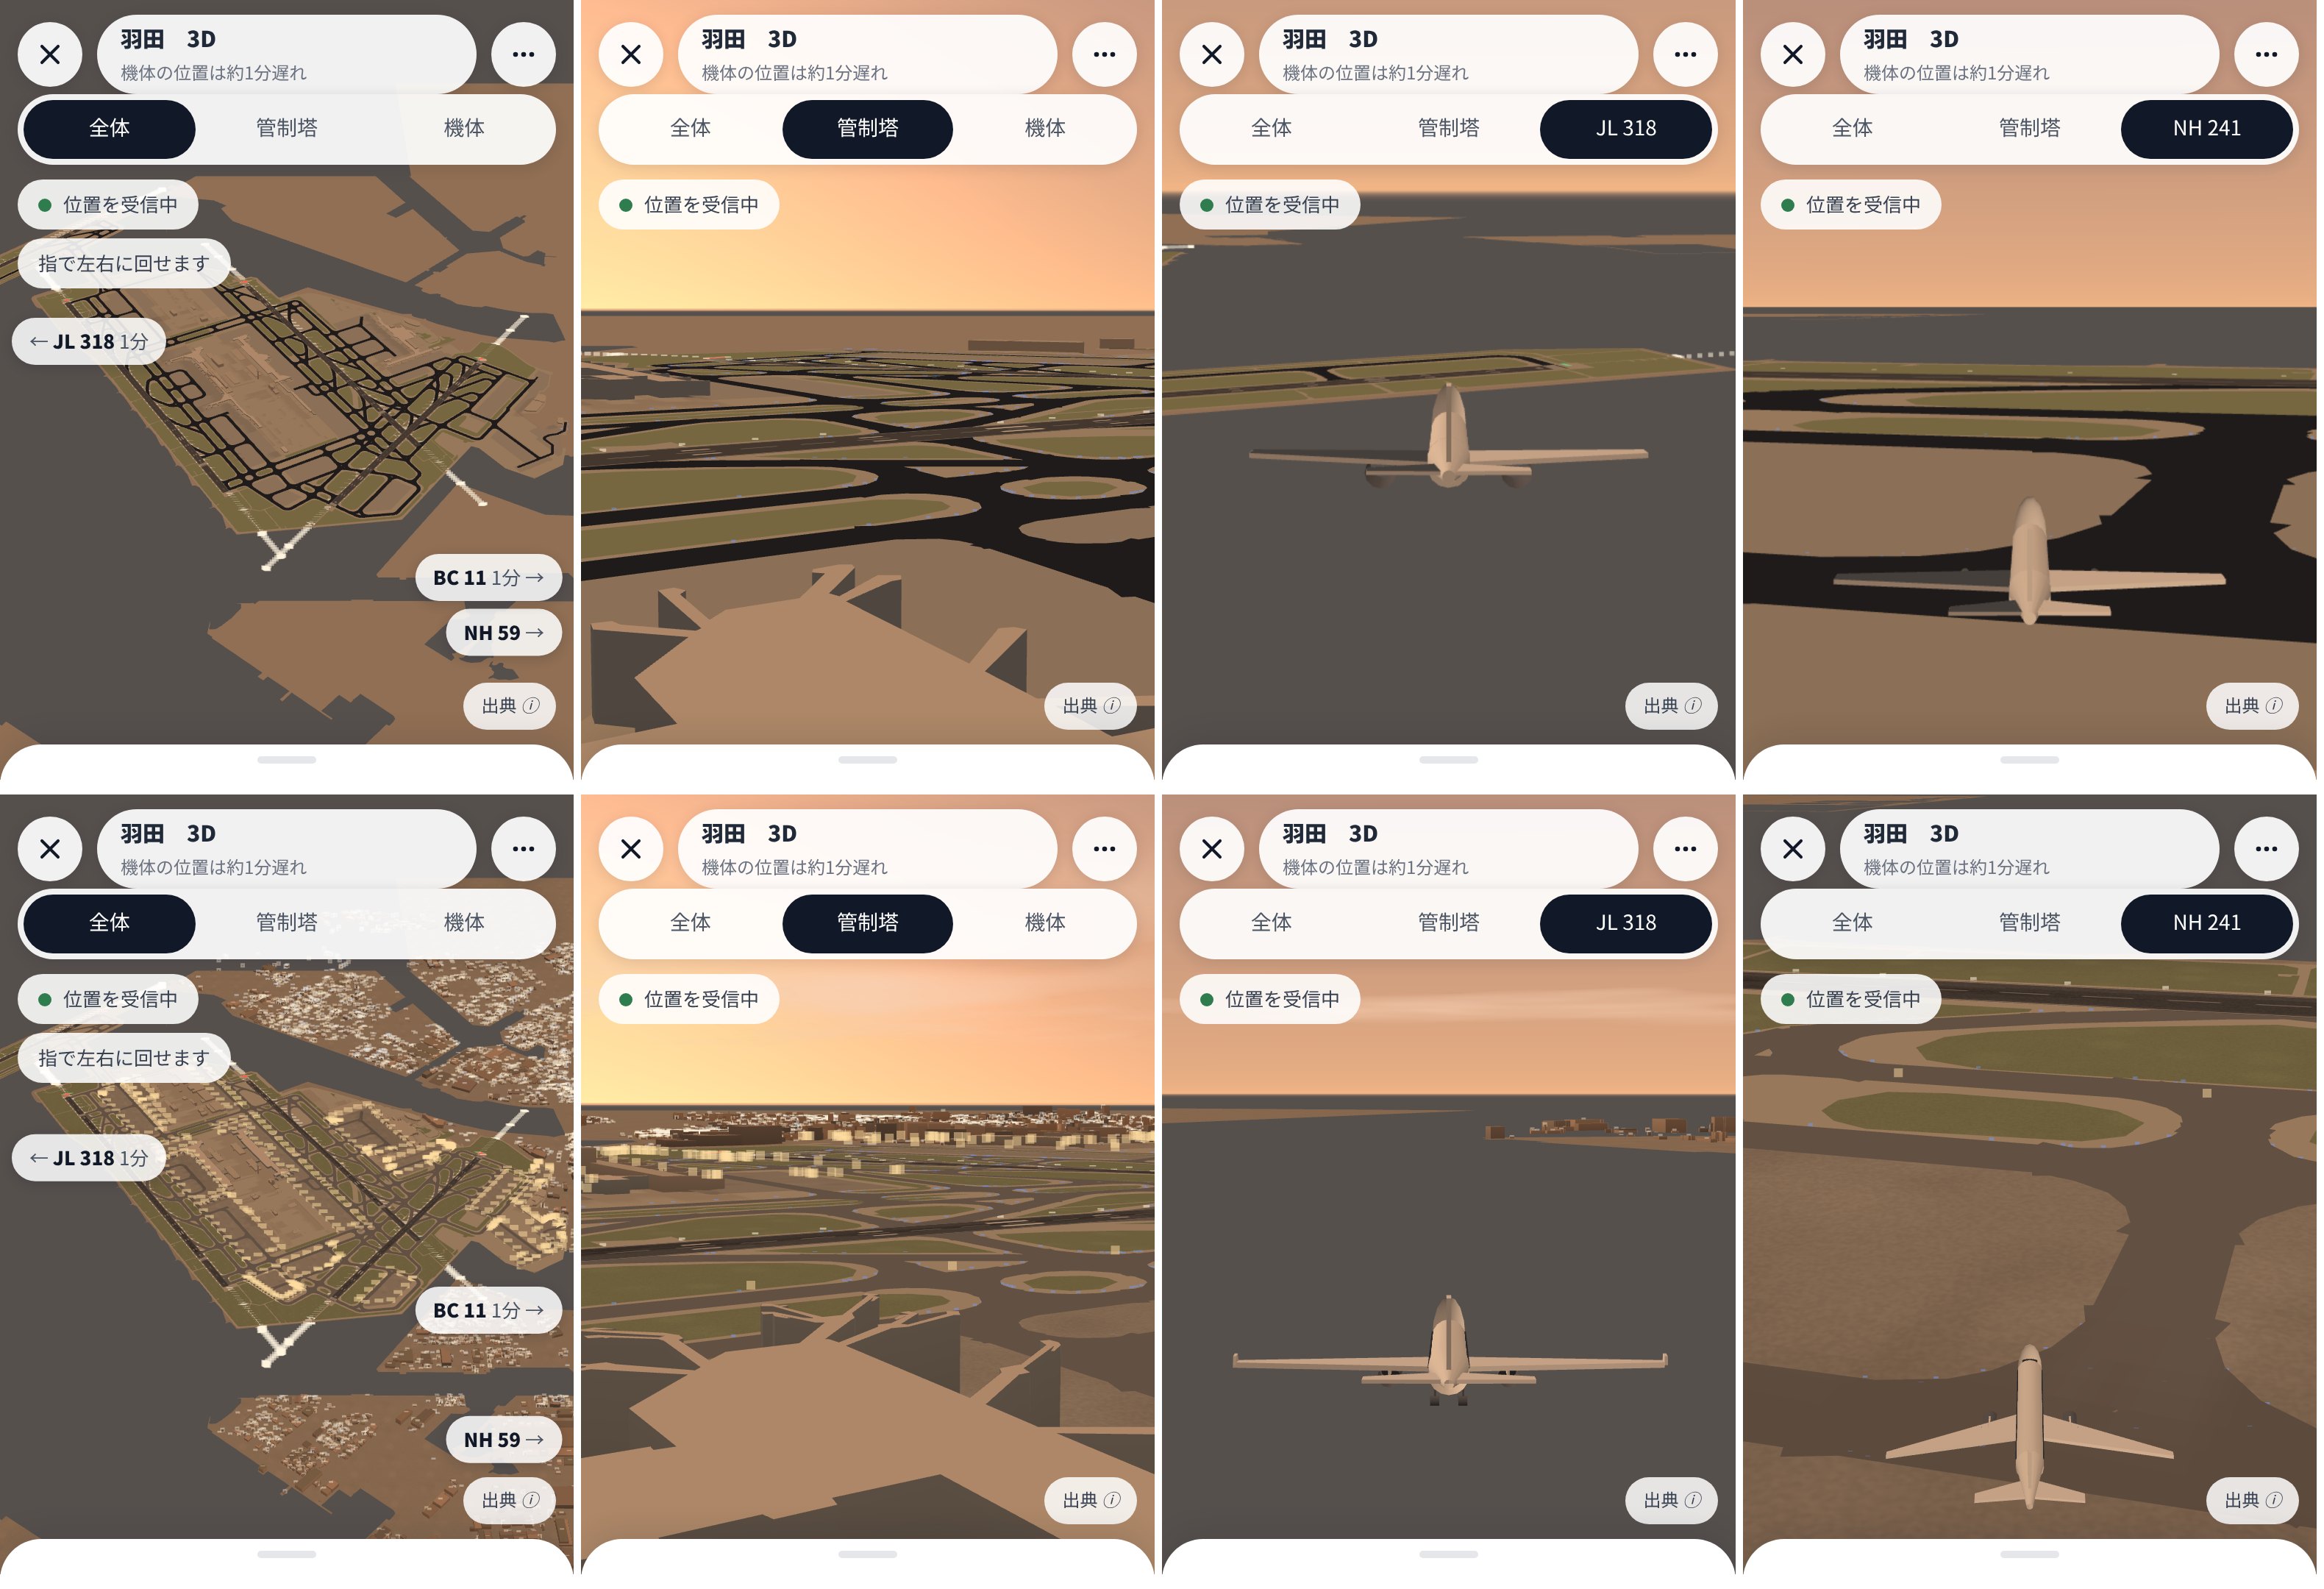 羽田 3D
機体の位置は約1分遅れ
全体 管制塔 機体
位置を受信中
指で左右に回せます
← JL 318 1分
BC 11 1分 →
NH 59 →
出典 ⓘ
羽田 3D
機体の位置は約1分遅れ
全体 管制塔 機体
位置を受信中
出典 ⓘ
羽田 3D
機体の位置は約1分遅れ
全体 管制塔 JL 318
位置を受信中
出典 ⓘ
羽田 3D
機体の位置は約1分遅れ
全体 管制塔 NH 241
位置を受信中
出典 ⓘ
羽田 3D
機体の位置は約1分遅れ
全体 管制塔 機体
位置を受信中
指で左右に回せます
← JL 318 1分
BC 11 1分 →
NH 59 →
出典 ⓘ
羽田 3D
機体の位置は約1分遅れ
全体 管制塔 機体
位置を受信中
出典 ⓘ
羽田 3D
機体の位置は約1分遅れ
全体 管制塔 JL 318
位置を受信中
出典 ⓘ
羽田 3D
機体の位置は約1分遅れ
全体 管制塔 NH 241
位置を受信中
出典 ⓘ